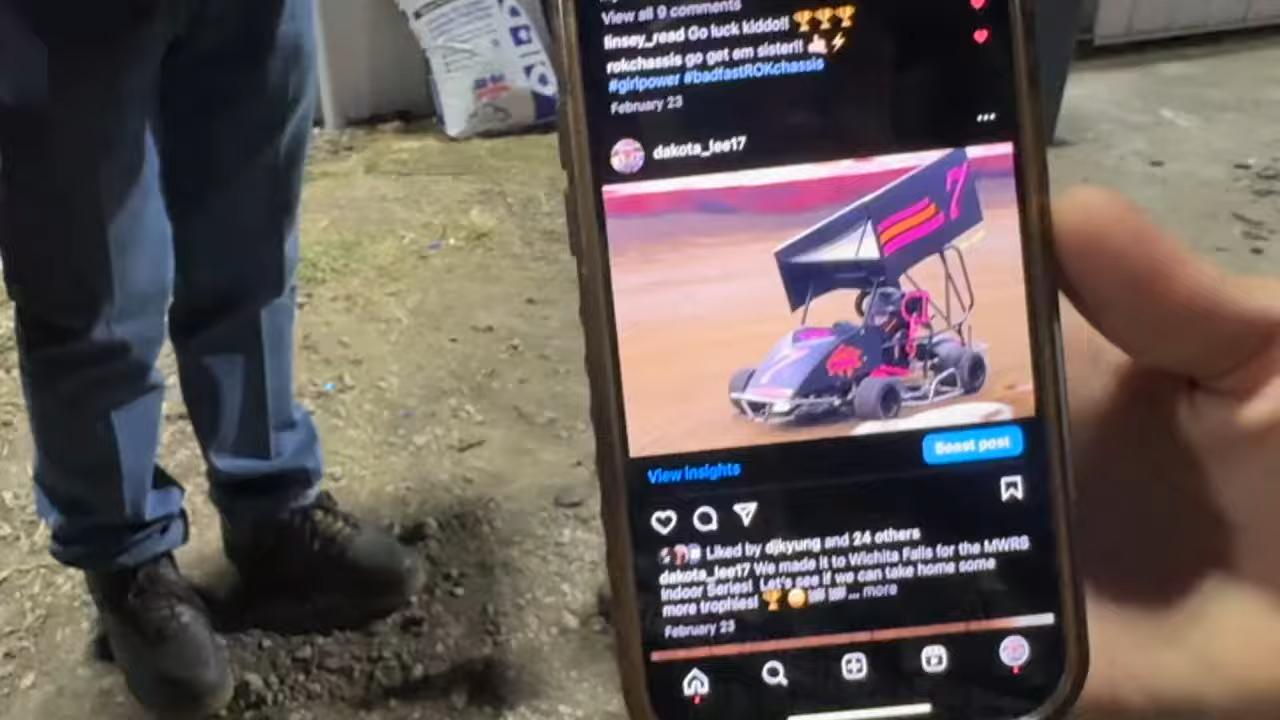 View all 9 comments
linsey_read Go luck kiddo!! 🏆🏆🏆
rokchassis go get em sister!! 🤘🏻⚡
#girlpower #badfastROKchassis
February 23
dakota_lee17
7
7
View Insights
Boost post
Liked by djkyung and 24 others
dakota_lee17 We made it to Wichita Falls for the MWRS
Indoor Series! Let's see if we can take home some
more trophies! 🏆 ... more
February 23